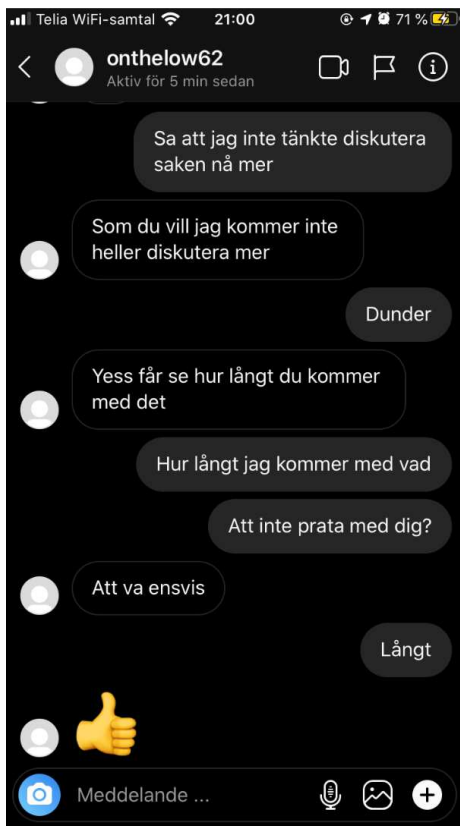 Telia WiFi-samtal 21:00 71 %
onthelow62
Aktiv för 5 min sedan
Sa att jag inte tänkte diskutera
saken nå mer
Som du vill jag kommer inte
heller diskutera mer
Dunder
Yess får se hur långt du kommer
med det
Hur långt jag kommer med vad
Att inte prata med dig?
Att va ensvis
Långt
Meddelande ...